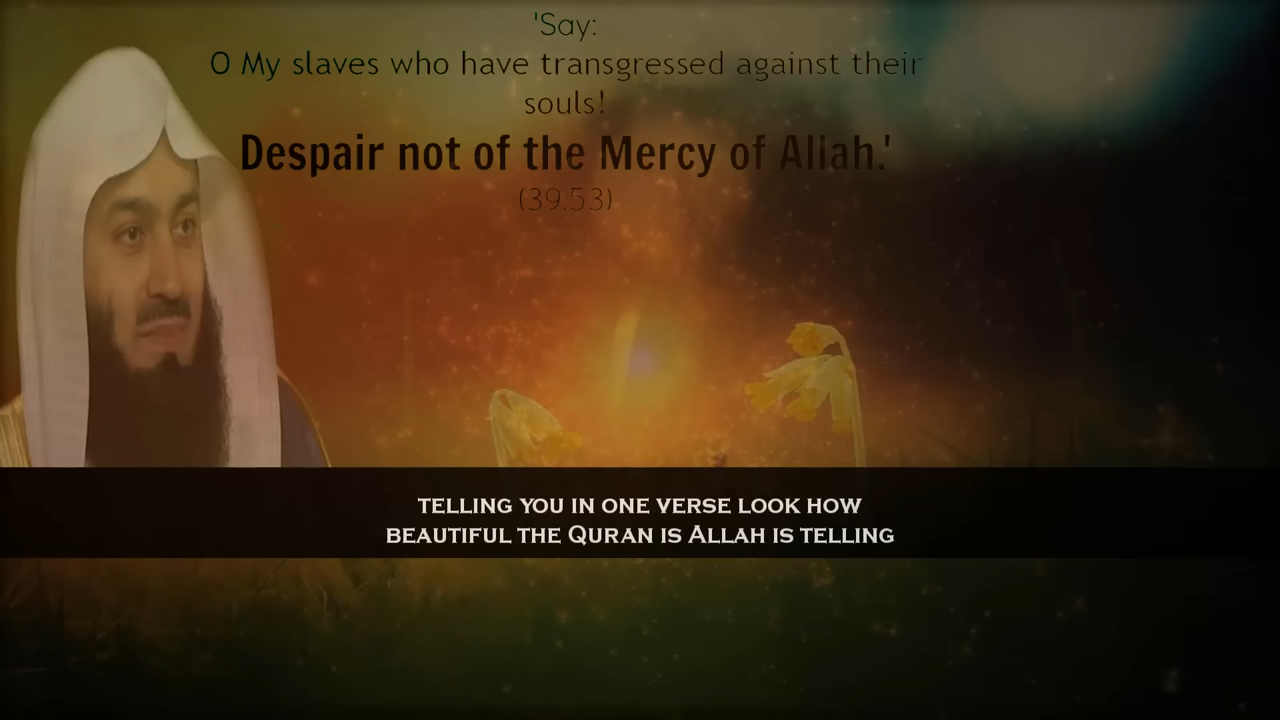 'Say:
O My slaves who have transgressed against their
souls!
Despair not of the Mercy of Allah.'
(39.53)
TELLING YOU IN ONE VERSE LOOK HOW
BEAUTIFUL THE QURAN IS ALLAH IS TELLING